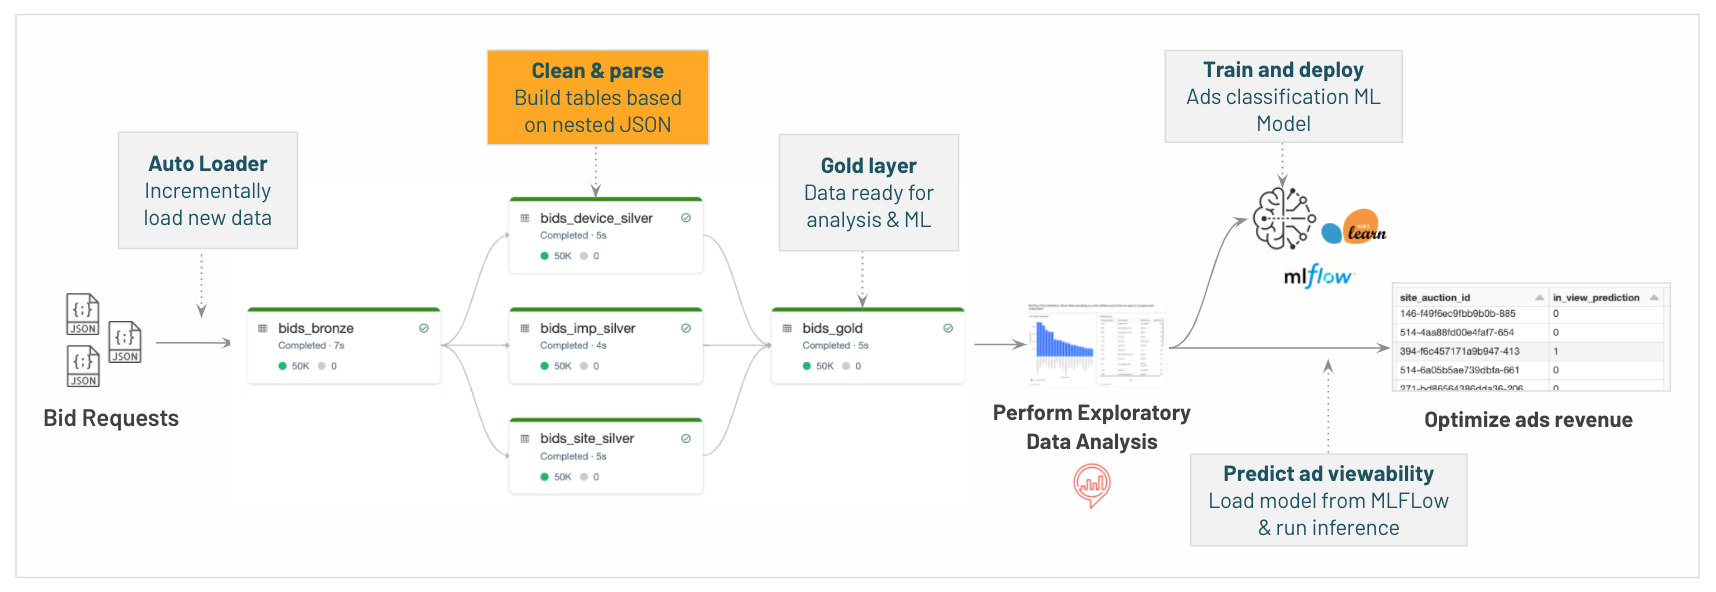 Auto Loader
Incrementally
load new data
JSON
JSON
JSON
Bid Requests
bids_bronze
Completed · 7s
50K 0
Clean & parse
Build tables based
on nested JSON
bids_device_silver
Completed · 5s
50K 0
bids_imp_silver
Completed · 4s
50K 0
bids_site_silver
Completed · 5s
50K 0
Gold layer
Data ready for
analysis & ML
bids_gold
Completed · 5s
50K 0
Perform Exploratory
Data Analysis
Train and deploy
Ads classification ML
Model
learn
mlflow
site_auction_id in_view_prediction
146-f49f6ec9fbb9b0b-885 0
514-4aa88fd00e4faf7-654 0
394-f6c457171a9b947-413 1
514-6a05b5ae739dbfa-661 0
271-bd86564386dda36-206 0
Optimize ads revenue
Predict ad viewability
Load model from MLFLow
& run inference